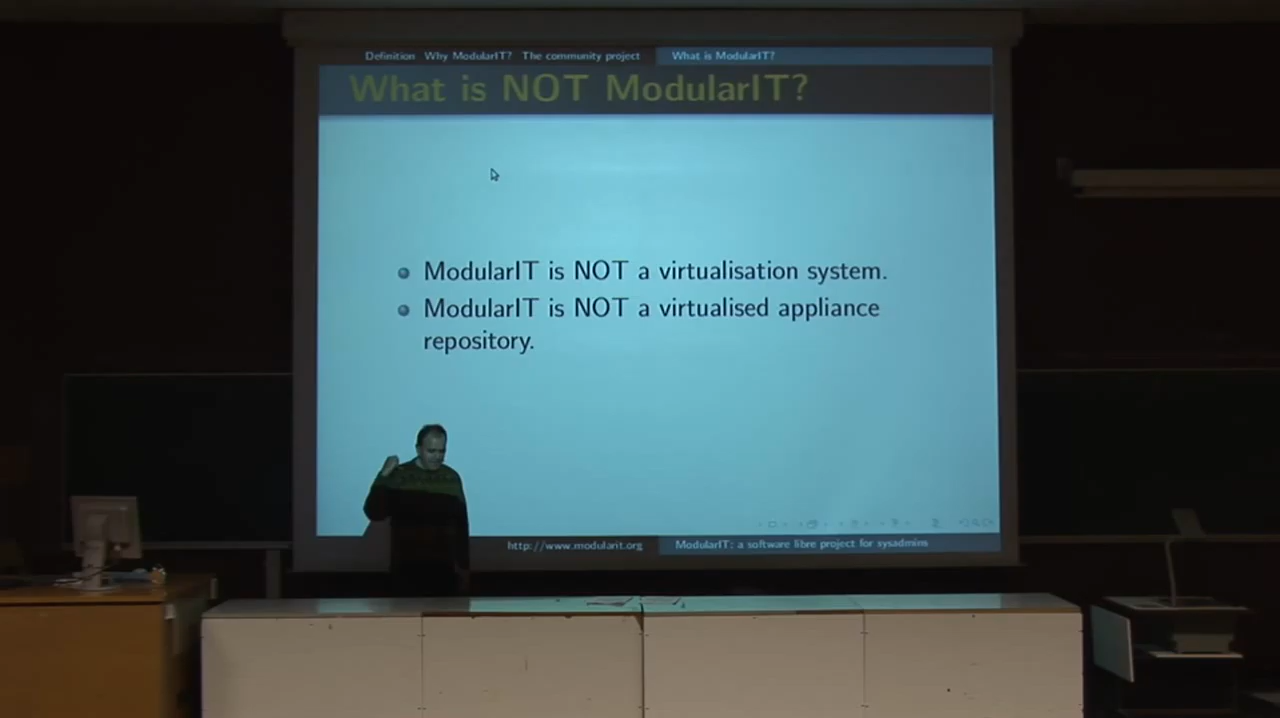 Definition Why ModularIT? The community project What is ModularIT?
What is NOT ModularIT?
ModularIT is NOT a virtualisation system.
ModularIT is NOT a virtualised appliance
repository.
http://www.modularit.org ModularIT: a software libre project for sysadmins